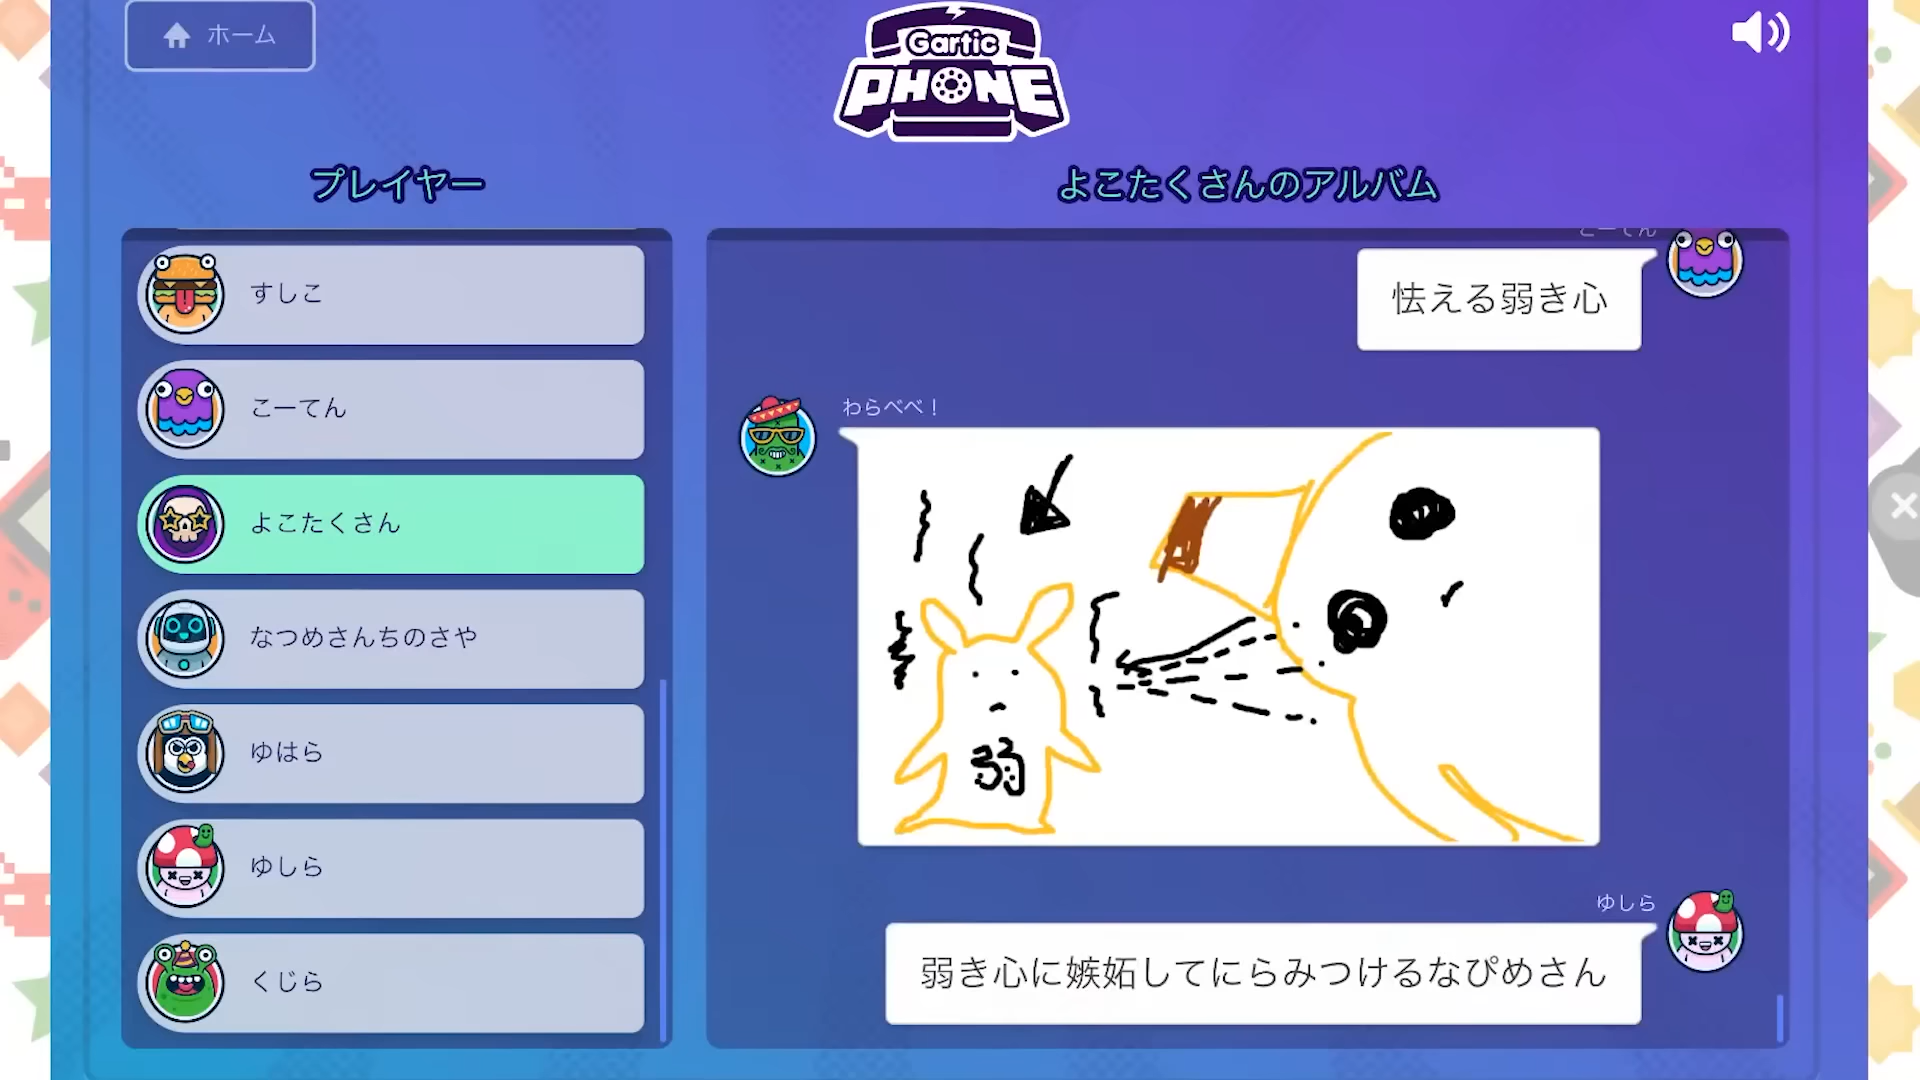 ホーム
Gartic
PHONE
プレイヤー
よこたくさんのアルバム
すしこ
こーてん
よこたくさん
なつめさんちのさや
ゆはら
ゆしら
くじら
こーてん
怯える弱き心
わらべべ！
弱
ゆしら
弱き心に嫉妬してにらみつけるなぴめさん